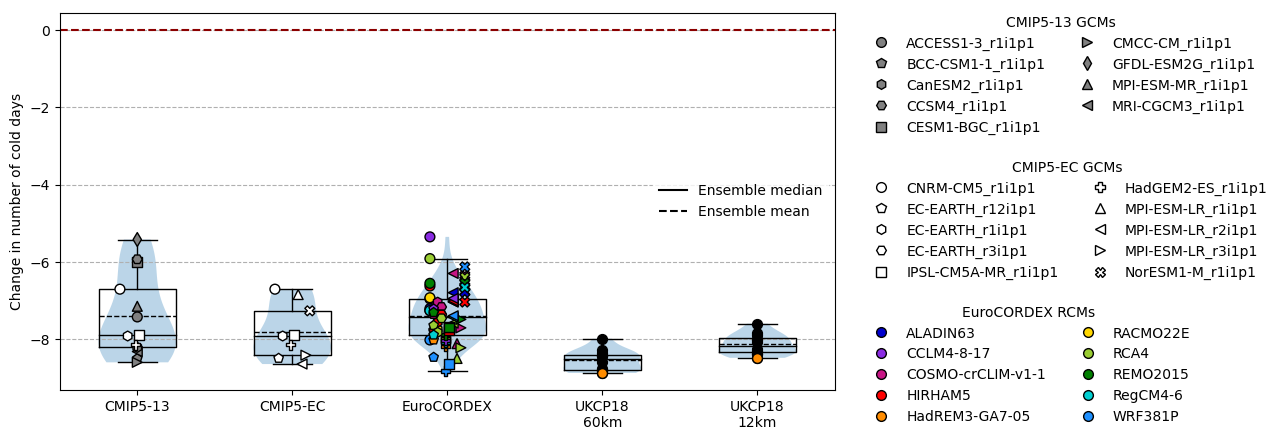 Change in number of cold days
0
−2
−4
−6
−8
Ensemble median
Ensemble mean
CMIP5-13
CMIP5-EC
EuroCORDEX
UKCP18
60km
UKCP18
12km
CMIP5-13 GCMs
ACCESS1-3_r1i1p1
BCC-CSM1-1_r1i1p1
CanESM2_r1i1p1
CCSM4_r1i1p1
CESM1-BGC_r1i1p1
CMCC-CM_r1i1p1
GFDL-ESM2G_r1i1p1
MPI-ESM-MR_r1i1p1
MRI-CGCM3_r1i1p1
CMIP5-EC GCMs
CNRM-CM5_r1i1p1
EC-EARTH_r12i1p1
EC-EARTH_r1i1p1
EC-EARTH_r3i1p1
IPSL-CM5A-MR_r1i1p1
HadGEM2-ES_r1i1p1
MPI-ESM-LR_r1i1p1
MPI-ESM-LR_r2i1p1
MPI-ESM-LR_r3i1p1
NorESM1-M_r1i1p1
EuroCORDEX RCMs
ALADIN63
CCLM4-8-17
COSMO-crCLIM-v1-1
HIRHAM5
HadREM3-GA7-05
RACMO22E
RCA4
REMO2015
RegCM4-6
WRF381P